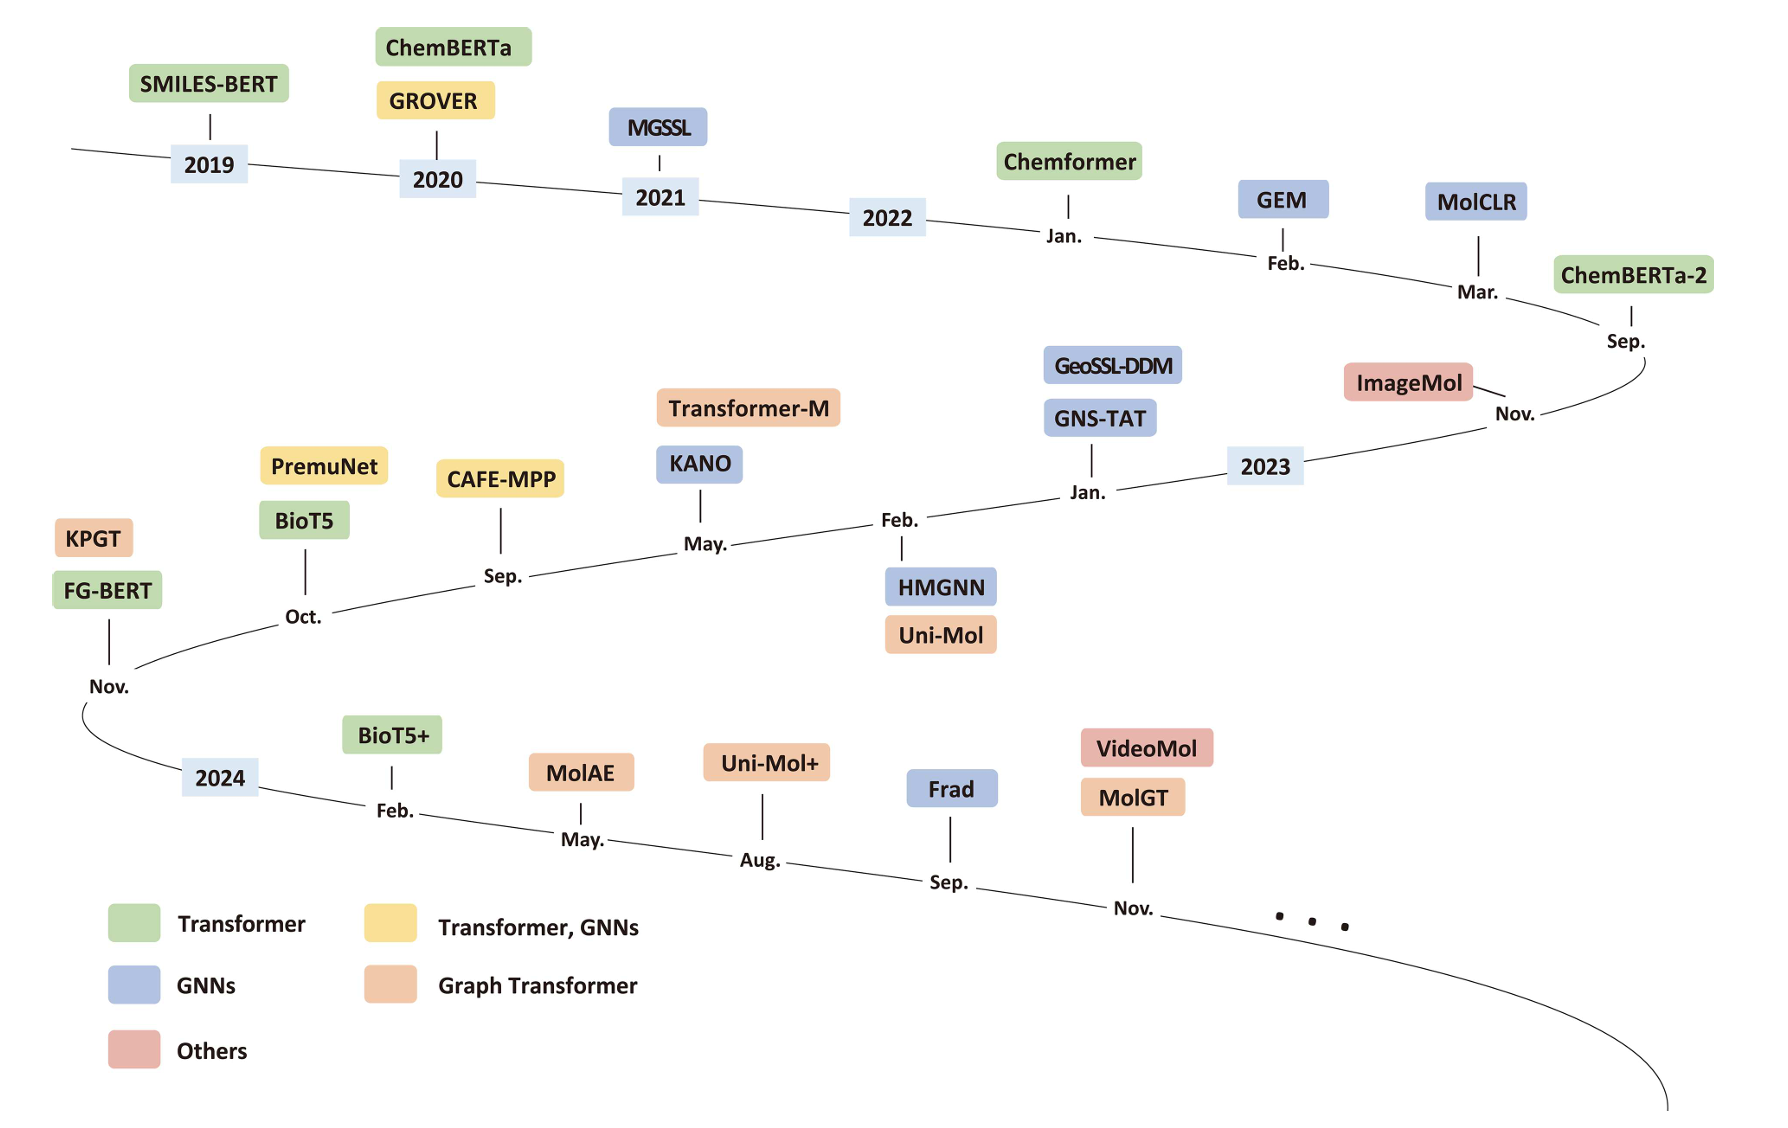 SMILES-BERT
2019
ChemBERTa
GROVER
2020
MGSSL
2021
2022
Chemformer
Jan.
GEM
Feb.
MolCLR
Mar.
ChemBERTa-2
Sep.
ImageMol
Nov.
2023
GeoSSL-DDM
GNS-TAT
Jan.
Feb.
HMGNN
Uni-Mol
Transformer-M
KANO
May.
CAFE-MPP
Sep.
PremuNet
BioT5
Oct.
KPGT
FG-BERT
Nov.
2024
BioT5+
Feb.
MolAE
May.
Uni-Mol+
Aug.
Frad
Sep.
VideoMol
MolGT
Nov.
. . .
Transformer
Transformer, GNNs
GNNs
Graph Transformer
Others